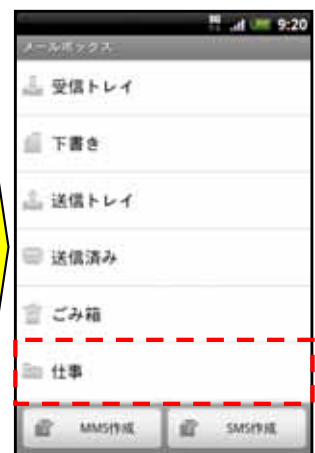 9:20
メールボックス
受信トレイ
下書き
送信トレイ
送信済み
ごみ箱
仕事
MMS作成 SMS作成